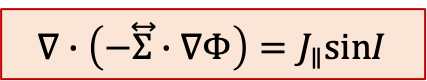 ∇ · (−Σ⃡ · ∇Φ) = J∥sinI